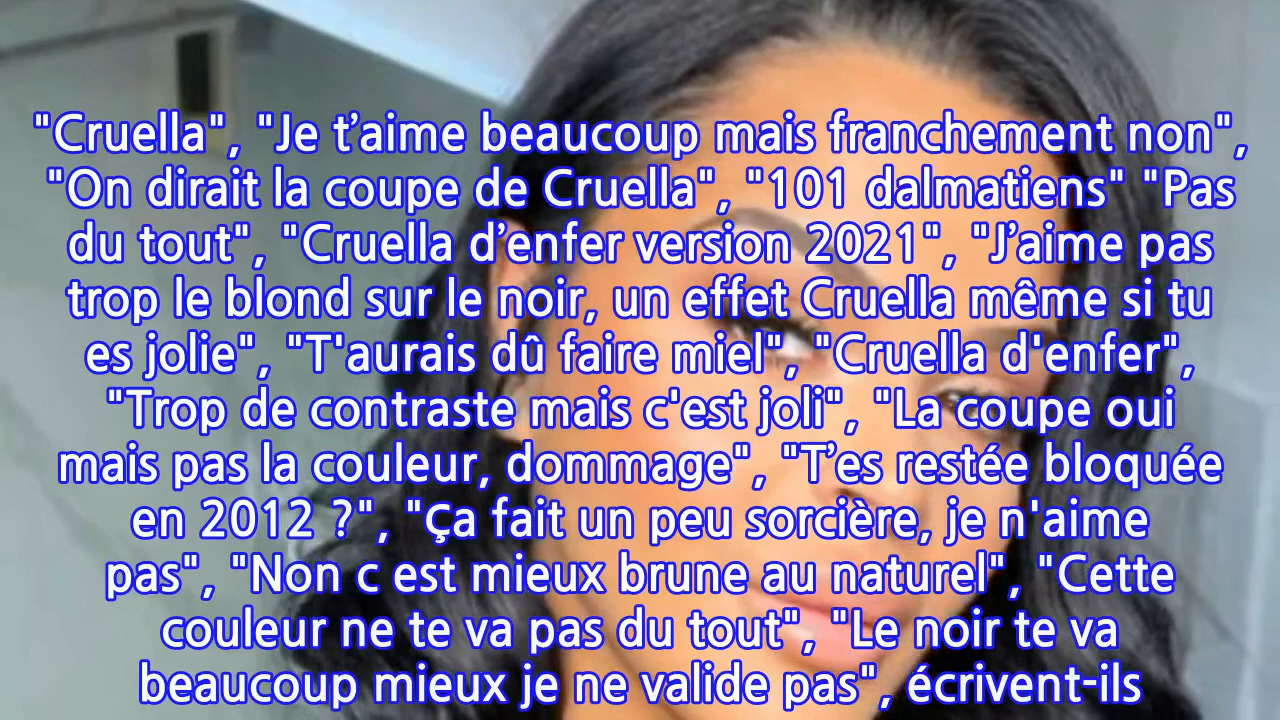 "Cruella", "Je t’aime beaucoup mais franchement non",
"On dirait la coupe de Cruella", "101 dalmatiens" "Pas
du tout", "Cruella d’enfer version 2021", "J’aime pas
trop le blond sur le noir, un effet Cruella même si tu
es jolie", "T'aurais dû faire miel", "Cruella d'enfer",
"Trop de contraste mais c'est joli", "La coupe oui
mais pas la couleur, dommage", "T’es restée bloquée
en 2012 ?", "Ça fait un peu sorcière, je n'aime
pas", "Non c est mieux brune au naturel", "Cette
couleur ne te va pas du tout", "Le noir te va
beaucoup mieux je ne valide pas", écrivent-ils